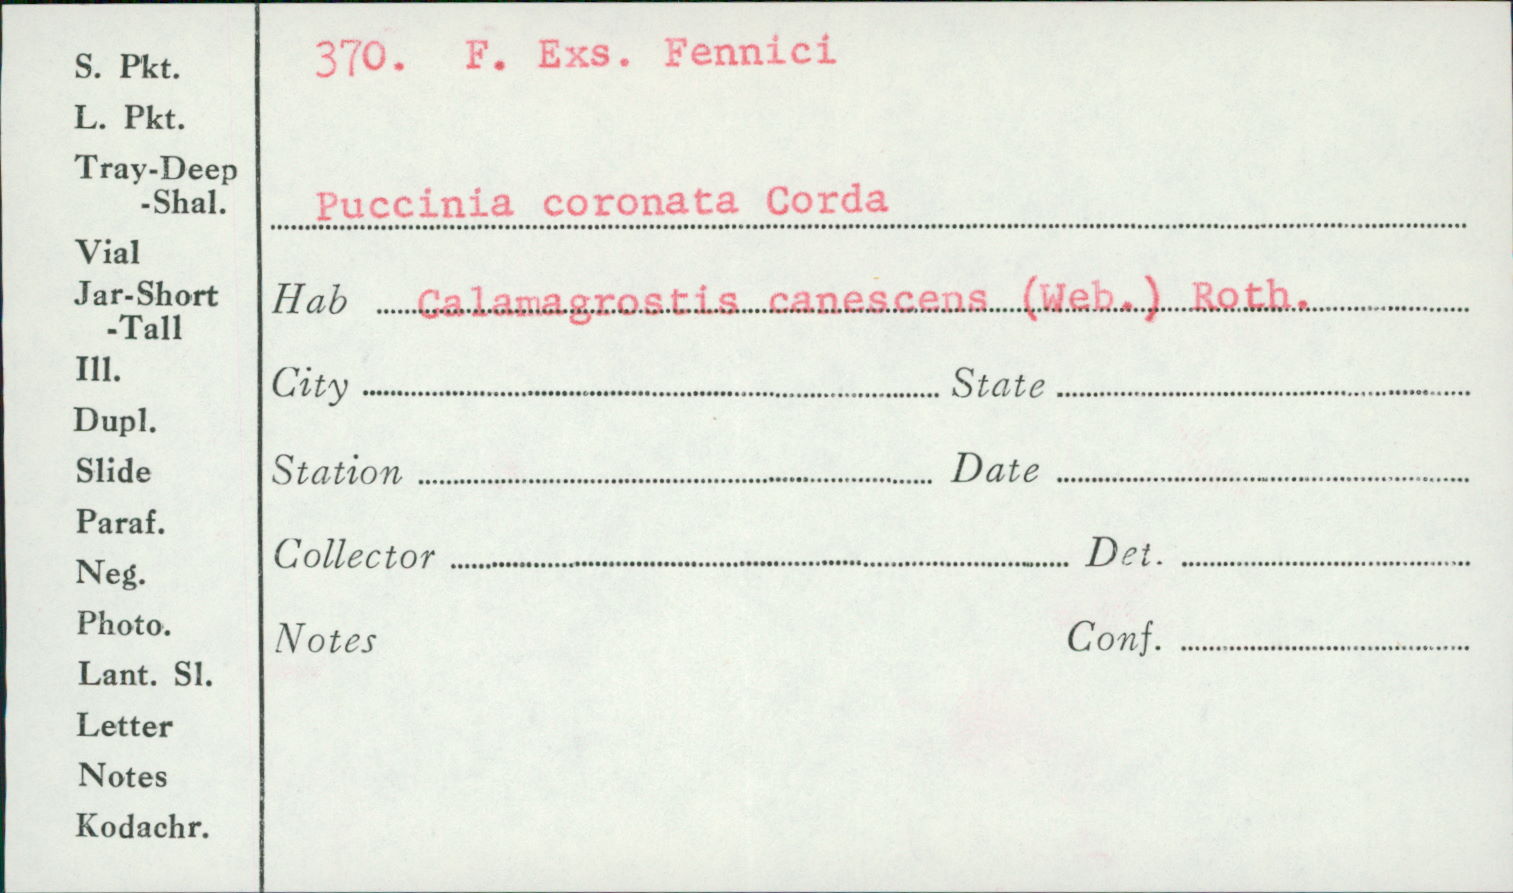 S. Pkt.
L. Pkt.
Tray-Deep
-Shal.
Vial
Jar-Short
-Tall
Ill.
Dupl.
Slide
Paraf.
Neg.
Photo.
Lant. Sl.
Letter
Notes
Kodachr.
370. F. Exs. Fennici
Puccinia coronata Corda
Hab Calamagrostis canescens (Web.) Roth.
City State
Station Date
Collector Det.
Notes Conf.